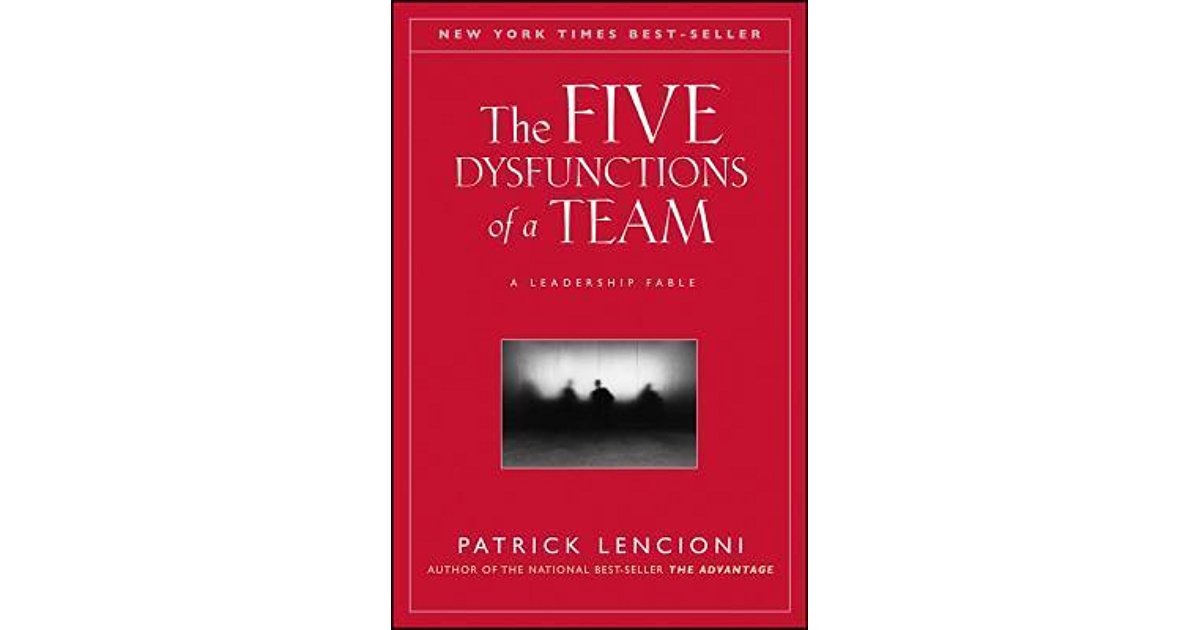 NEW YORK TIMES BEST-SELLER
The FIVE
DYSFUNCTIONS
of a TEAM
A LEADERSHIP FABLE
PATRICK LENCIONI
AUTHOR OF THE NATIONAL BEST-SELLER THE ADVANTAGE